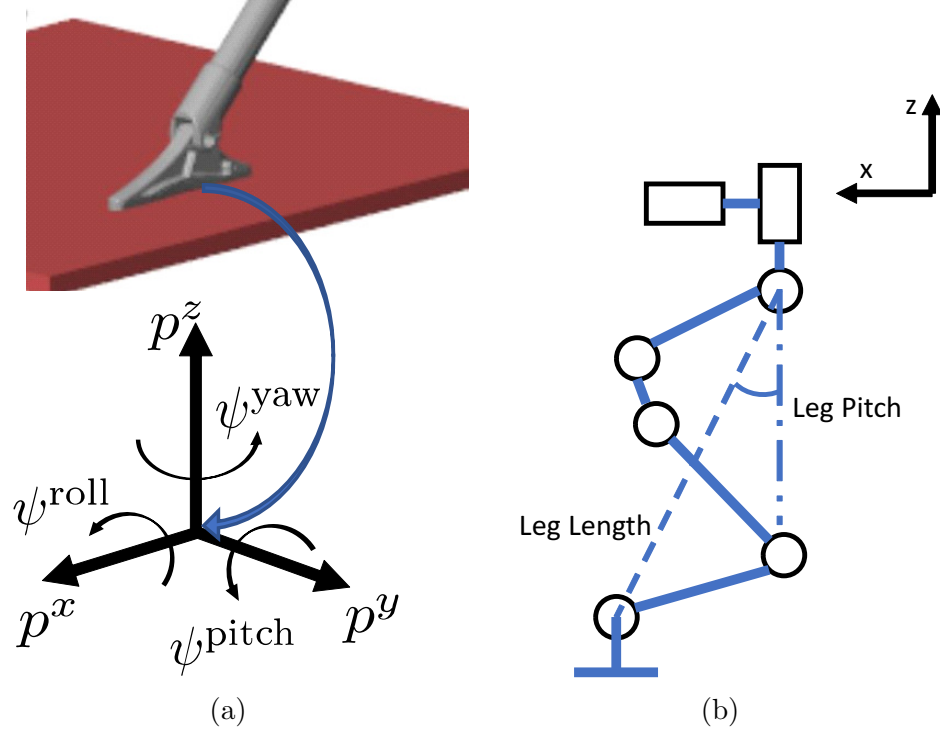 p^z
ψ^yaw
ψ^roll
p^x
p^y
ψ^pitch
(a)
z
x
Leg Pitch
Leg Length
(b)